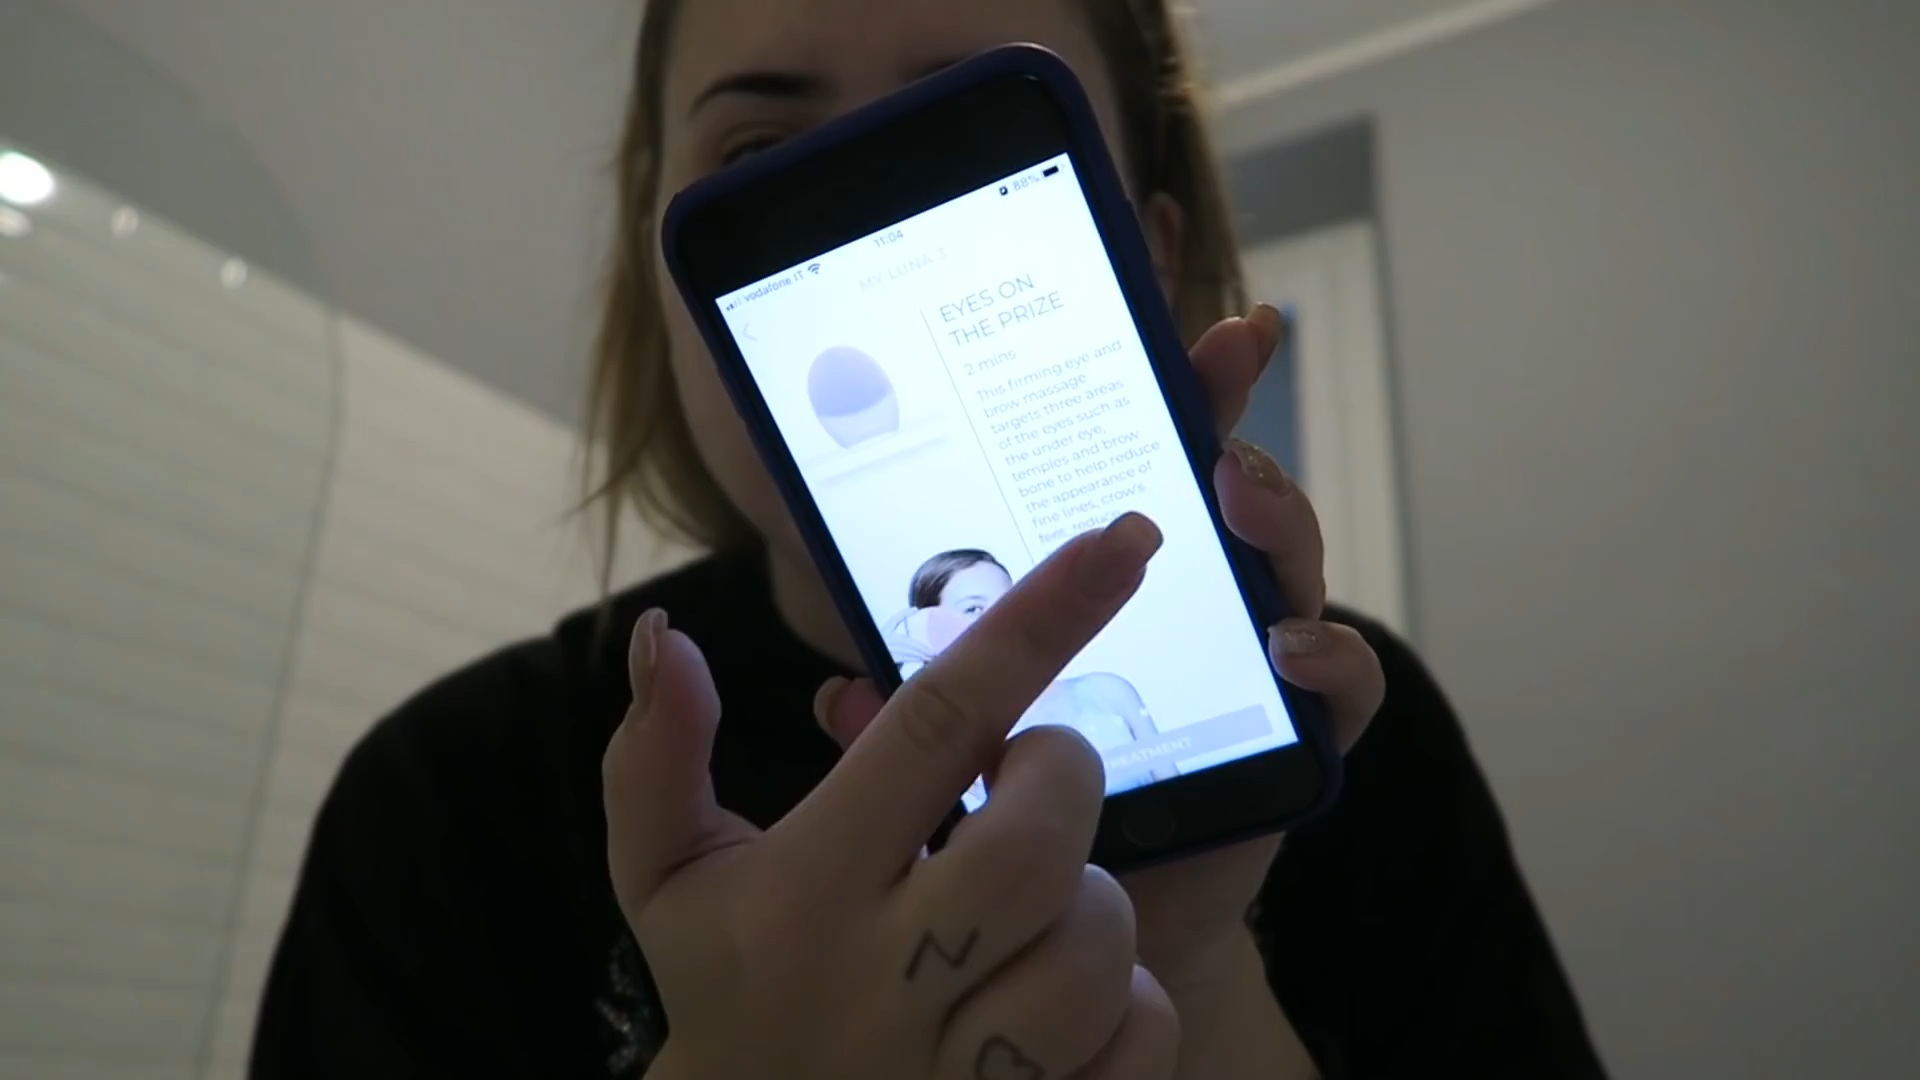 vodafone IT
11:04
88%
MY LUNA 3
EYES ON
THE PRIZE
2 mins
This firming eye and
brow massage
targets three areas
of the eyes such as
the under eye,
temples and brow
bone to help reduce
the appearance of
fine lines, crow's
feet, reduce
TREATMENT